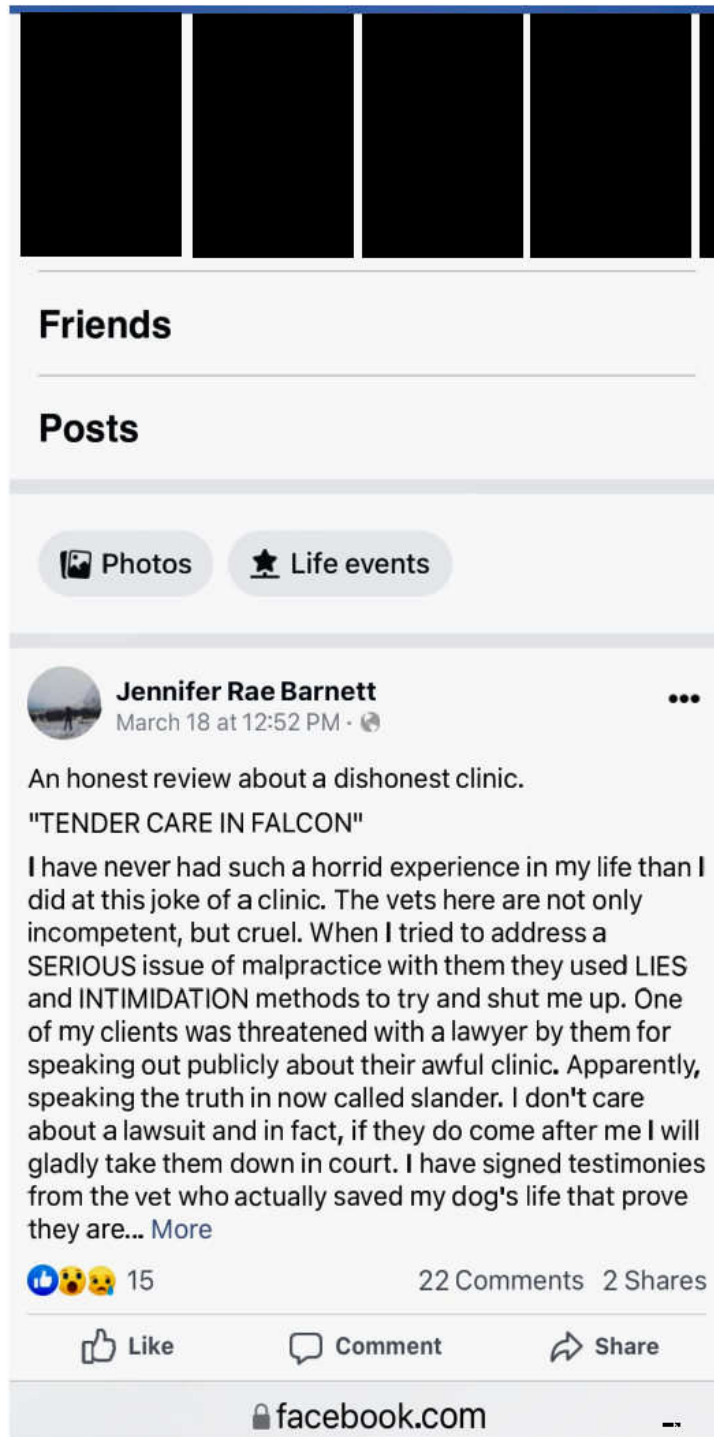 Friends
Posts
Photos
Life events
Jennifer Rae Barnett
March 18 at 12:52 PM ·
An honest review about a dishonest clinic.
"TENDER CARE IN FALCON"
I have never had such a horrid experience in my life than I
did at this joke of a clinic. The vets here are not only
incompetent, but cruel. When I tried to address a
SERIOUS issue of malpractice with them they used LIES
and INTIMIDATION methods to try and shut me up. One
of my clients was threatened with a lawyer by them for
speaking out publicly about their awful clinic. Apparently,
speaking the truth in now called slander. I don't care
about a lawsuit and in fact, if they do come after me I will
gladly take them down in court. I have signed testimonies
from the vet who actually saved my dog's life that prove
they are... More
15
22 Comments 2 Shares
Like
Comment
Share
facebook.com